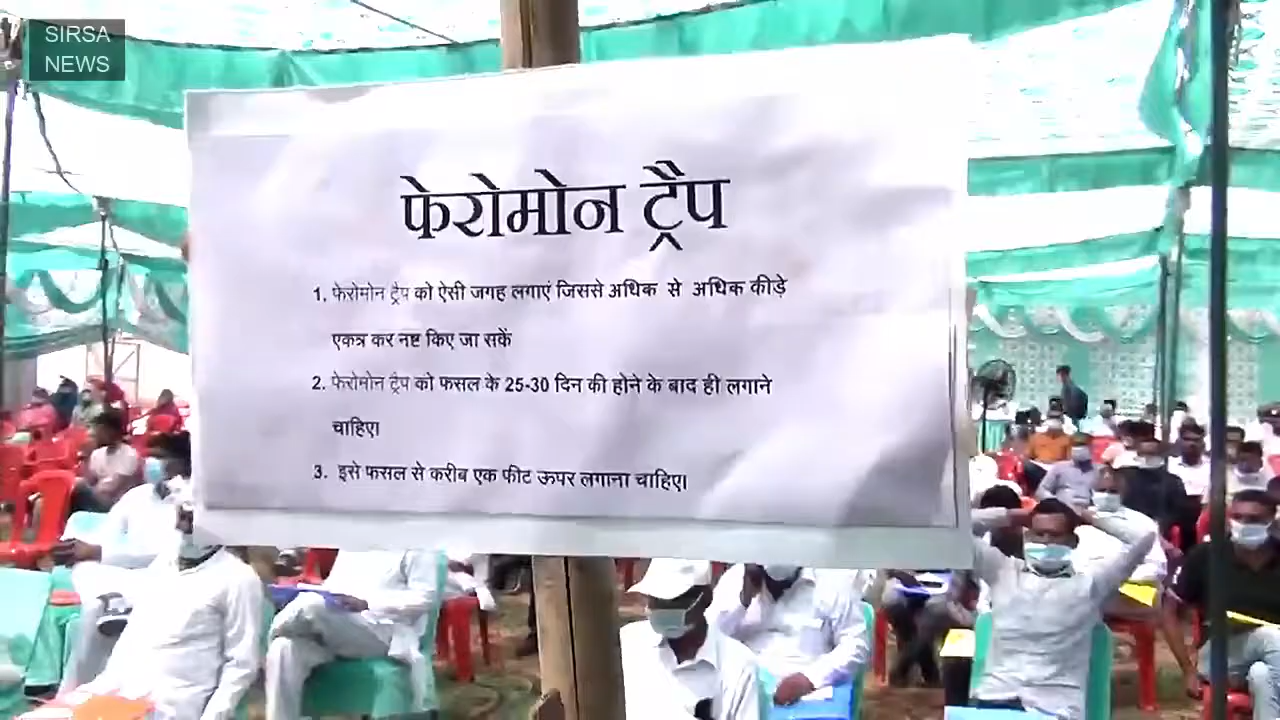 SIRSA
NEWS
फेरोमोन ट्रैप
1. फेरोमोन ट्रैप को ऐसी जगह लगाएं जिससे अधिक से अधिक कीड़े
एकत्र कर नष्ट किए जा सकें
2. फेरोमोन ट्रैप को फसल के 25-30 दिन की होने के बाद ही लगाने
चाहिए।
3. इसे फसल से करीब एक फीट ऊपर लगाना चाहिए।